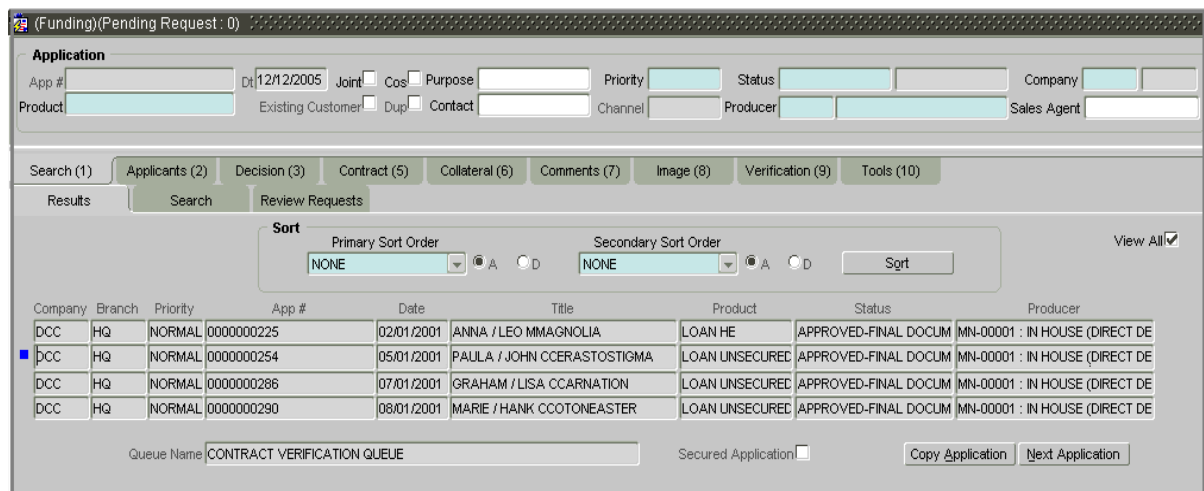 (Funding)(Pending Request : 0)
Application
App # Dt 12/12/2005 Joint Cos Purpose Priority Status Company
Product Existing Customer Dup Contact Channel Producer Sales Agent
Search (1) Applicants (2) Decision (3) Contract (5) Collateral (6) Comments (7) Image (8) Verification (9) Tools (10)
Results Search Review Requests
Sort
Primary Sort Order Secondary Sort Order View All
NONE A D NONE A D Sort
Company Branch Priority App # Date Title Product Status Producer
DCC HQ NORMAL 0000000225 02/01/2001 ANNA / LEO MMAGNOLIA LOAN HE APPROVED-FINAL DOCUM MN-00001 : IN HOUSE (DIRECT DE
DCC HQ NORMAL 0000000254 05/01/2001 PAULA / JOHN CCERASTOSTIGMA LOAN UNSECURED APPROVED-FINAL DOCUM MN-00001 : IN HOUSE (DIRECT DE
DCC HQ NORMAL 0000000286 07/01/2001 GRAHAM / LISA CCARNATION LOAN UNSECURED APPROVED-FINAL DOCUM MN-00001 : IN HOUSE (DIRECT DE
DCC HQ NORMAL 0000000290 08/01/2001 MARIE / HANK CCOTONEASTER LOAN UNSECURED APPROVED-FINAL DOCUM MN-00001 : IN HOUSE (DIRECT DE
Queue Name CONTRACT VERIFICATION QUEUE Secured Application Copy Application Next Application